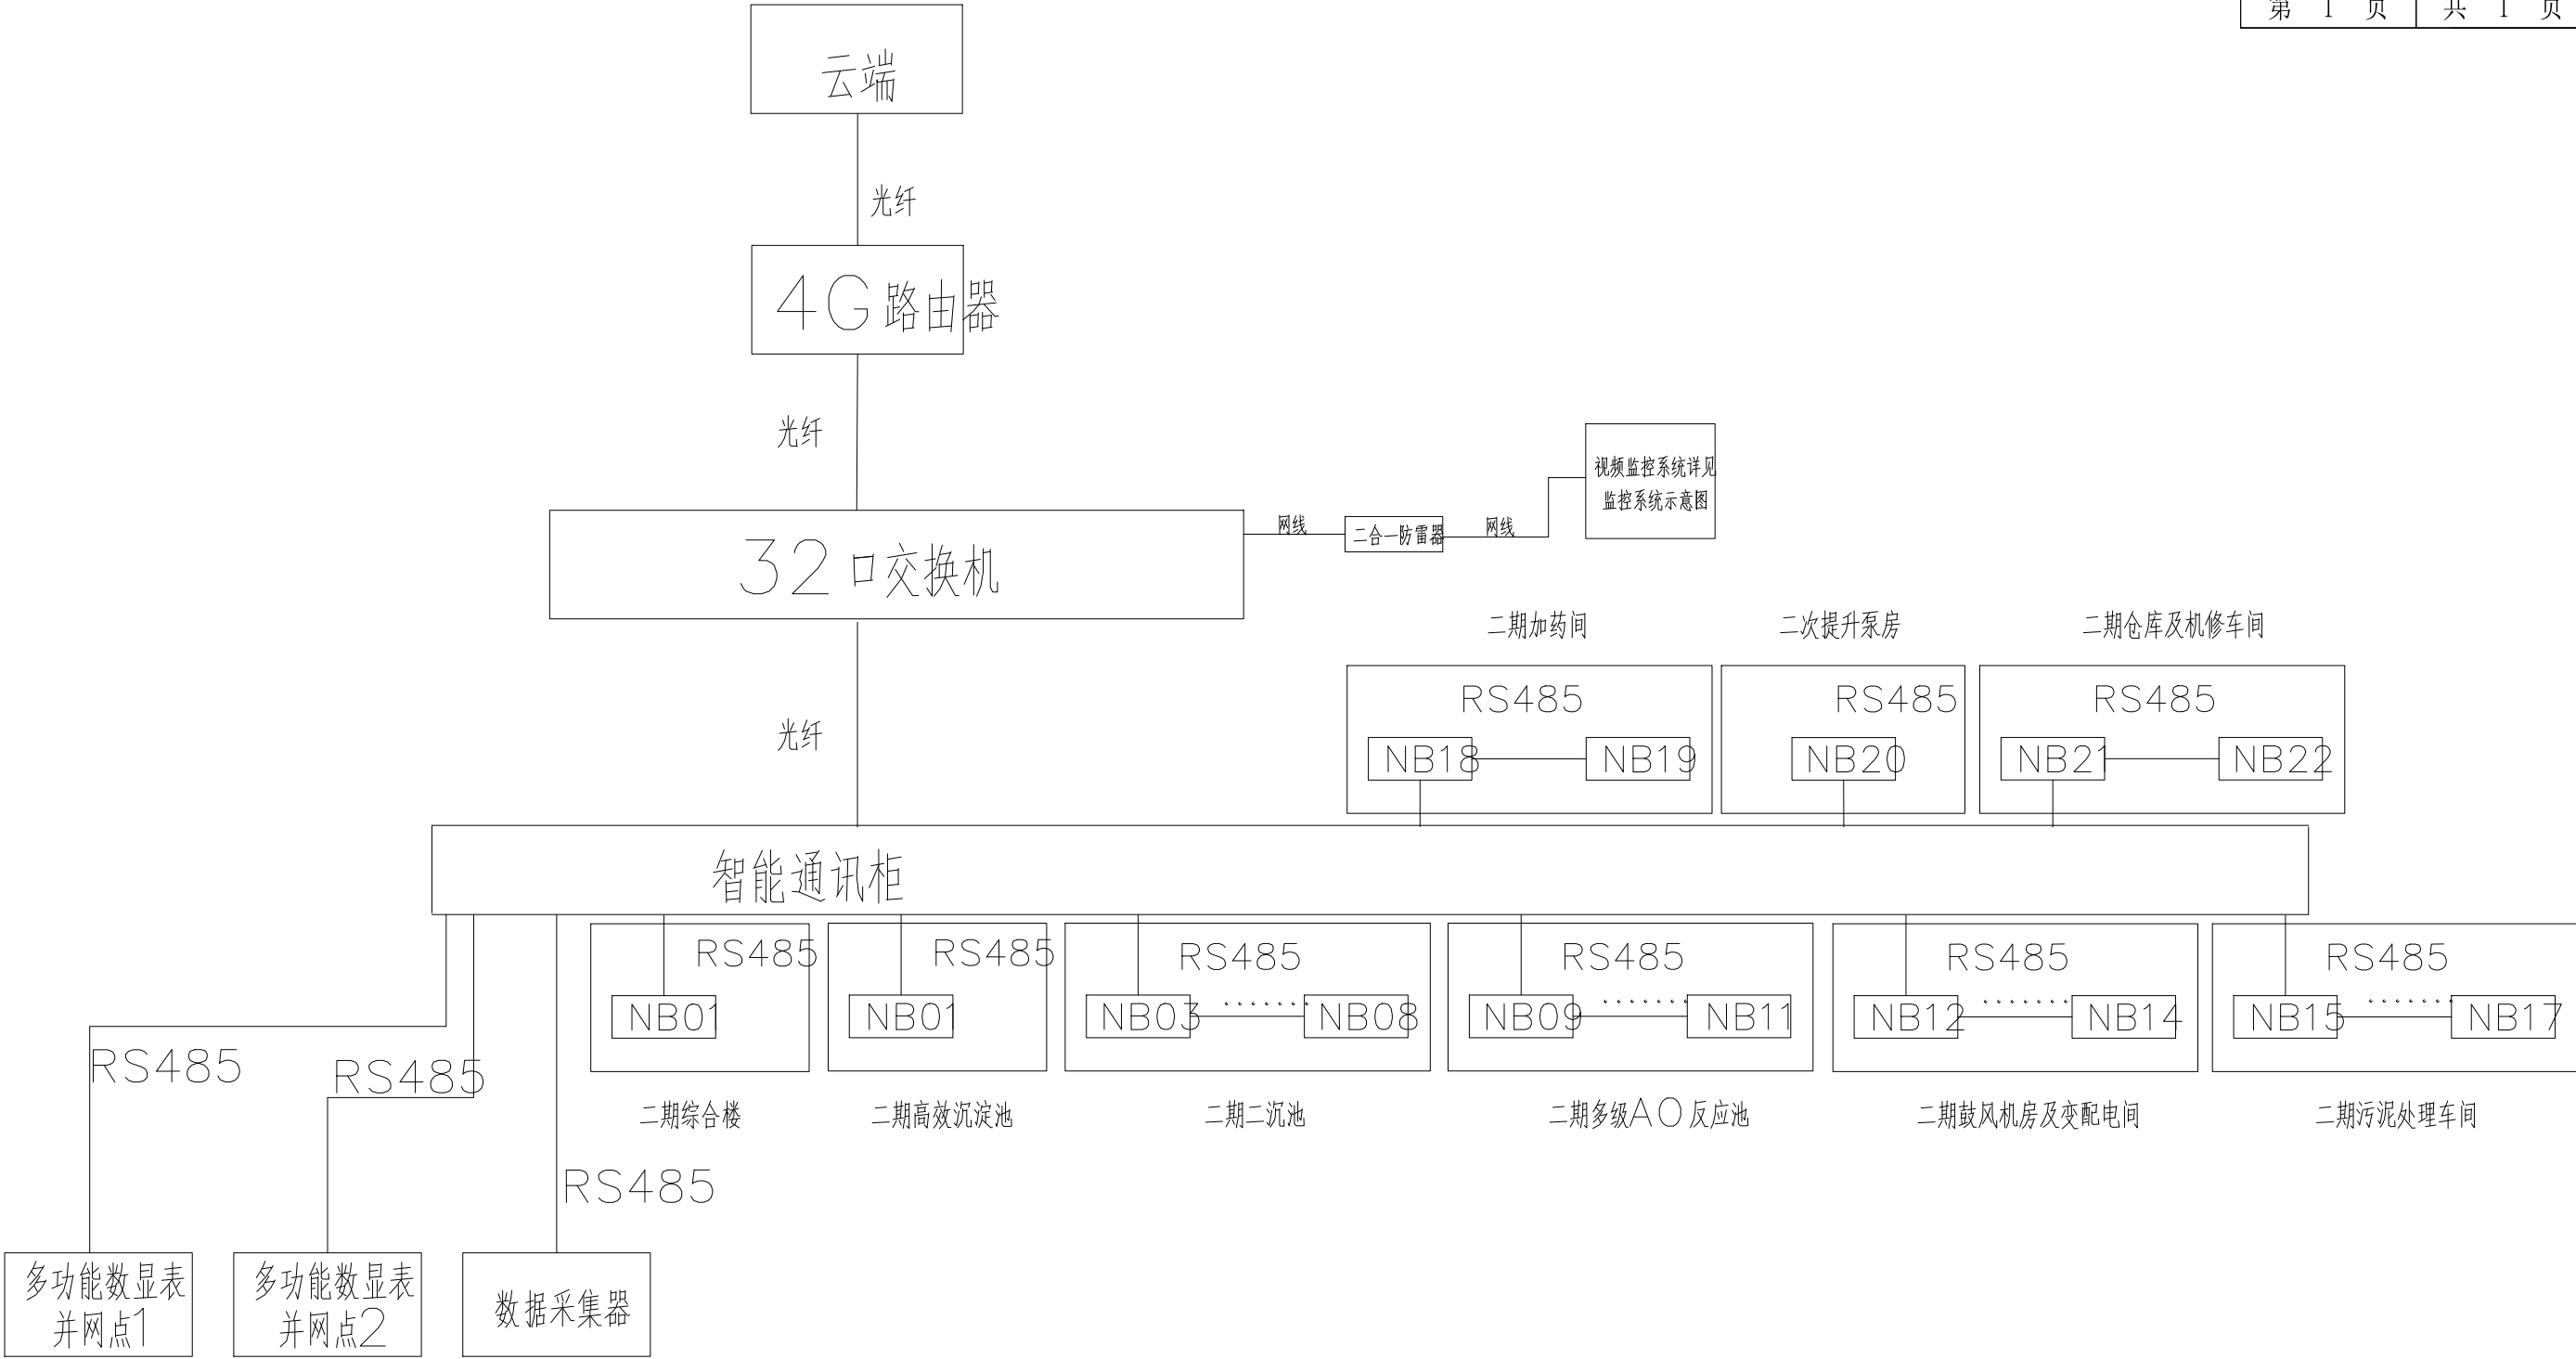 第 1 页 共 1 页
云端
光纤
4G路由器
光纤
32口交换机
网线
二合一防雷器
网线
视频监控系统详见
监控系统示意图
光纤
二期加药间
二次提升泵房
二期仓库及机修车间
RS485
NB18
NB19
RS485
NB20
RS485
NB21
NB22
智能通讯柜
RS485
NB01
RS485
NB01
RS485
NB03
NB08
RS485
NB09
NB11
RS485
NB12
NB14
RS485
NB15
NB17
二期综合楼
二期高效沉淀池
二期二沉池
二期多级AO反应池
二期鼓风机房及变配电间
二期污泥处理车间
RS485
RS485
RS485
多功能数显表
并网点1
多功能数显表
并网点2
数据采集器